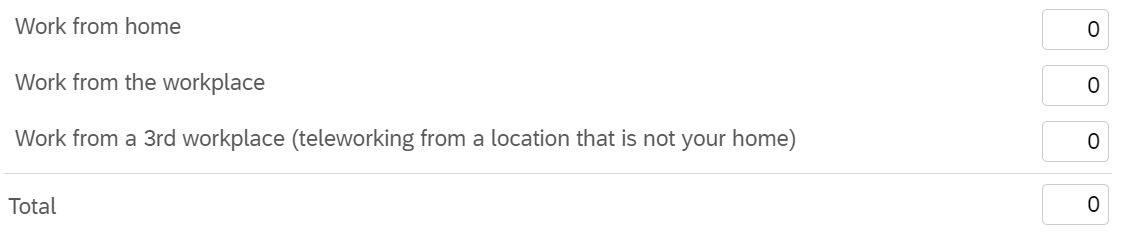 Work from home 0
Work from the workplace 0
Work from a 3rd workplace (teleworking from a location that is not your home) 0
Total 0